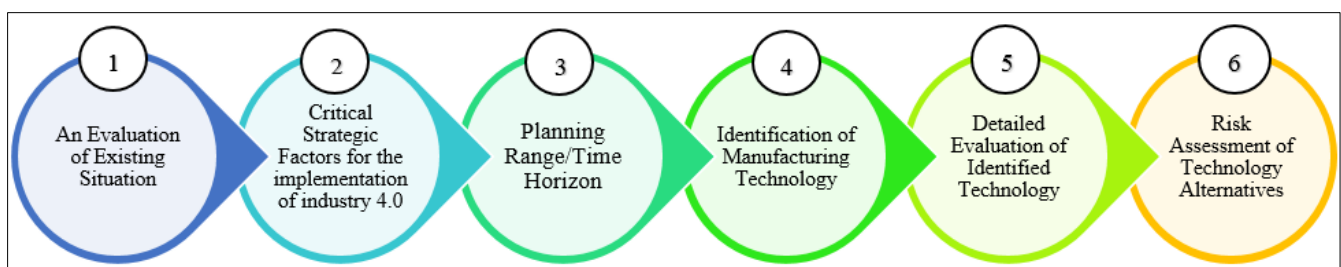 1
An Evaluation
of Existing
Situation
2
Critical
Strategic
Factors for the
implementation
of industry 4.0
3
Planning
Range/Time
Horizon
4
Identification of
Manufacturing
Technology
5
Detailed
Evaluation of
Identified
Technology
6
Risk
Assessment of
Technology
Alternatives